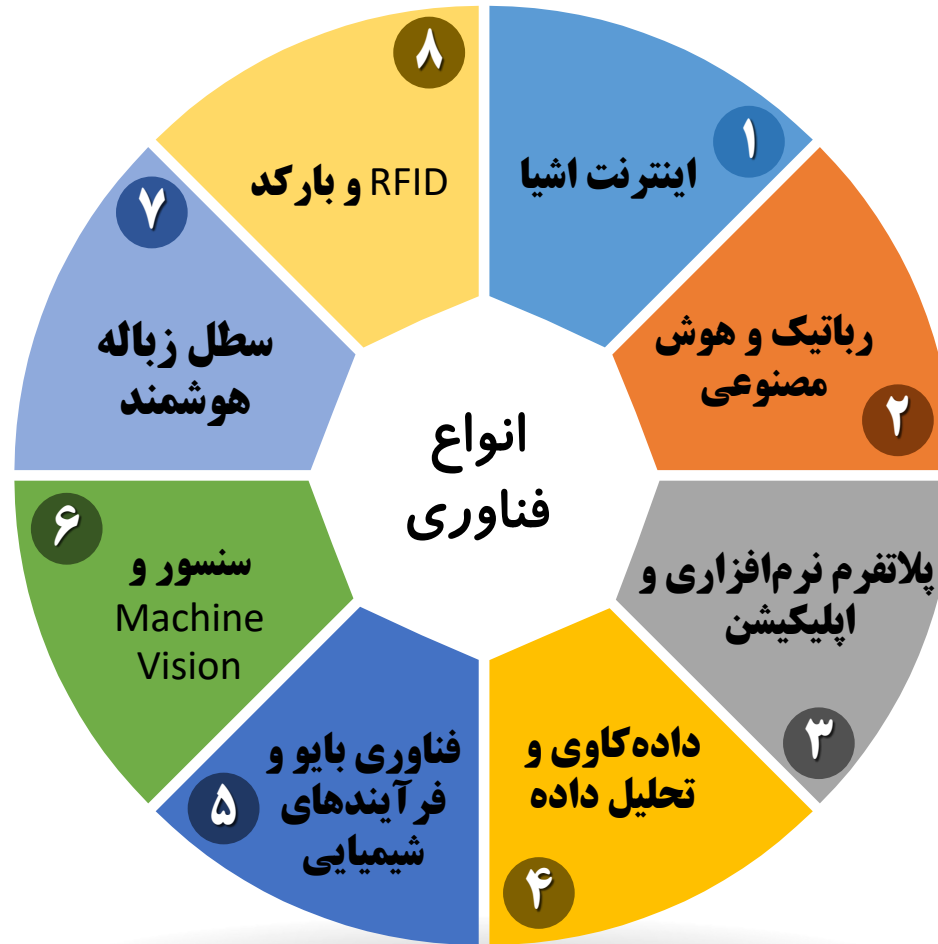 انواع
فناوری
۱
اینترنت اشیا
۲
رباتیک و هوش
مصنوعی
۳
پلاتفرم نرم‌افزاری و
اپلیکیشن
۴
داده‌کاوی و
تحلیل داده
۵
فناوری بایو و
فرآیندهای
شیمیایی
۶
سنسور و
Machine
Vision
۷
سطل زباله
هوشمند
۸
RFID و بارکد